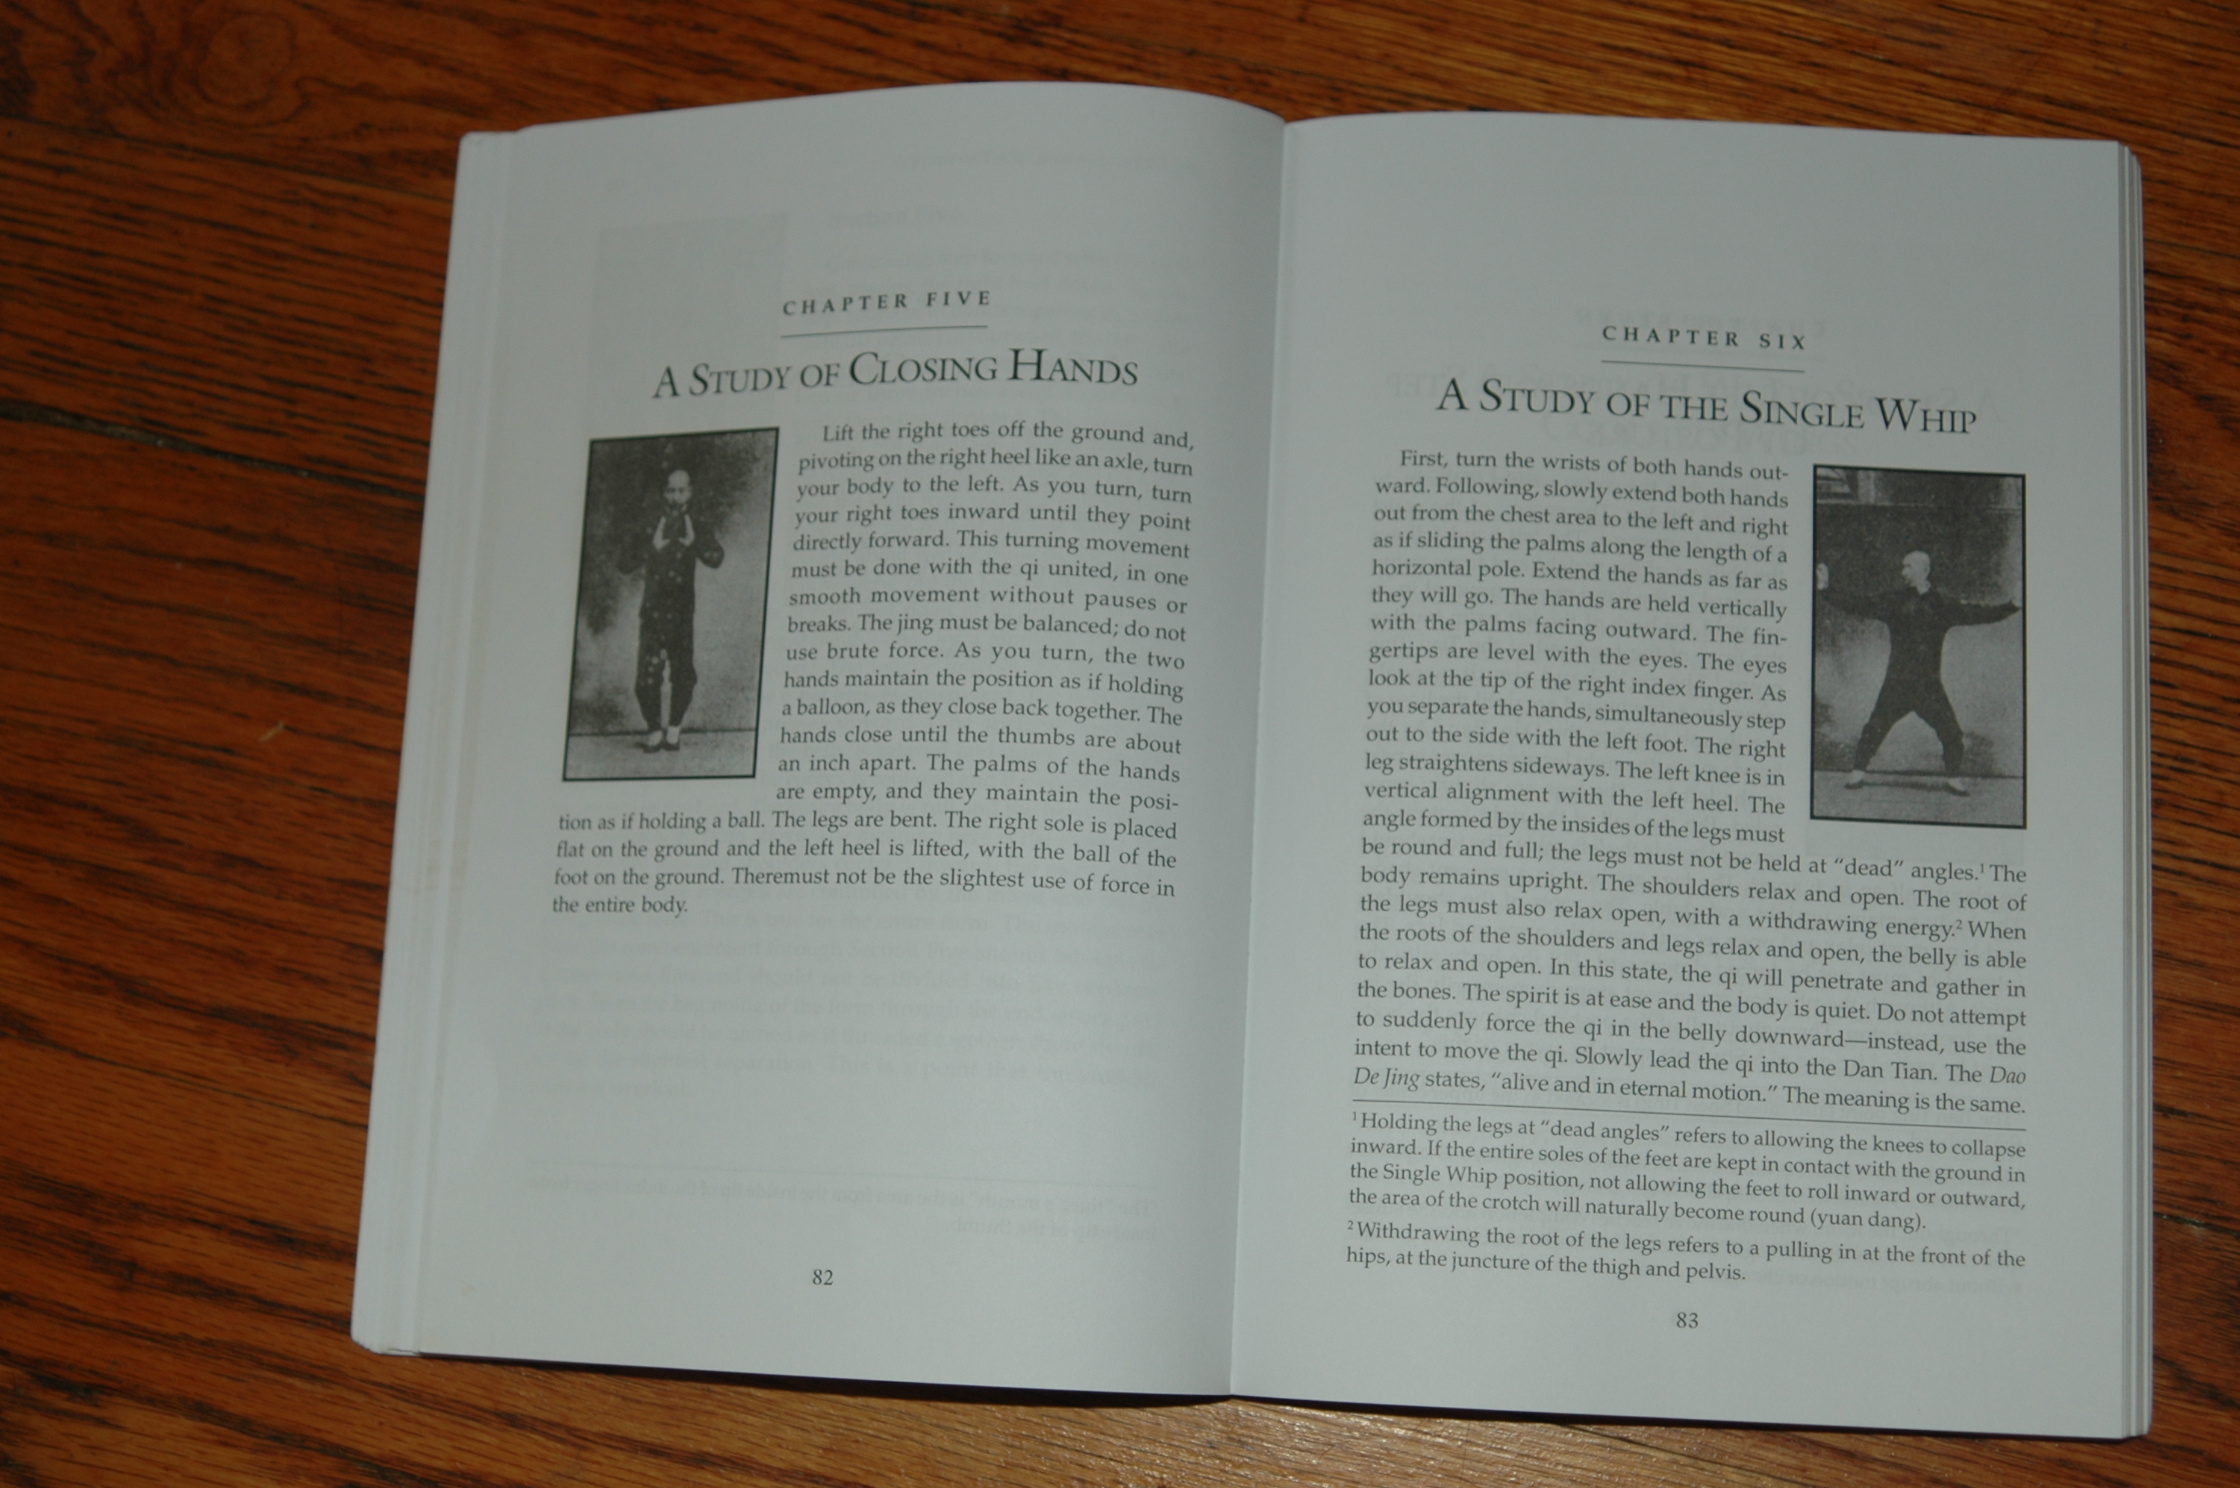 CHAPTER FIVE
A STUDY OF CLOSING HANDS
Lift the right toes off the ground and,
pivoting on the right heel like an axle, turn
your body to the left. As you turn, turn
your right toes inward until they point
directly forward. This turning movement
must be done with the qi united, in one
smooth movement without pauses or
breaks. The jing must be balanced; do not
use brute force. As you turn, the two
hands maintain the position as if holding
a balloon, as they close back together. The
hands close until the thumbs are about
an inch apart. The palms of the hands
are empty, and they maintain the posi-
tion as if holding a ball. The legs are bent. The right sole is placed
flat on the ground and the left heel is lifted, with the ball of the
foot on the ground. Theremust not be the slightest use of force in
the entire body.
82
CHAPTER SIX
A STUDY OF THE SINGLE WHIP
First, turn the wrists of both hands out-
ward. Following, slowly extend both hands
out from the chest area to the left and right
as if sliding the palms along the length of a
horizontal pole. Extend the hands as far as
they will go. The hands are held vertically
with the palms facing outward. The fin-
gertips are level with the eyes. The eyes
look at the tip of the right index finger. As
you separate the hands, simultaneously step
out to the side with the left foot. The right
leg straightens sideways. The left knee is in
vertical alignment with the left heel. The
angle formed by the insides of the legs must
be round and full; the legs must not be held at "dead" angles.¹ The
body remains upright. The shoulders relax and open. The root of
the legs must also relax open, with a withdrawing energy.² When
the roots of the shoulders and legs relax and open, the belly is able
to relax and open. In this state, the qi will penetrate and gather in
the bones. The spirit is at ease and the body is quiet. Do not attempt
to suddenly force the qi in the belly downward—instead, use the
intent to move the qi. Slowly lead the qi into the Dan Tian. The Dao
De Jing states, "alive and in eternal motion." The meaning is the same.
¹ Holding the legs at "dead angles" refers to allowing the knees to collapse
inward. If the entire soles of the feet are kept in contact with the ground in
the Single Whip position, not allowing the feet to roll inward or outward,
the area of the crotch will naturally become round (yuan dang).
² Withdrawing the root of the legs refers to a pulling in at the front of the
hips, at the juncture of the thigh and pelvis.
83